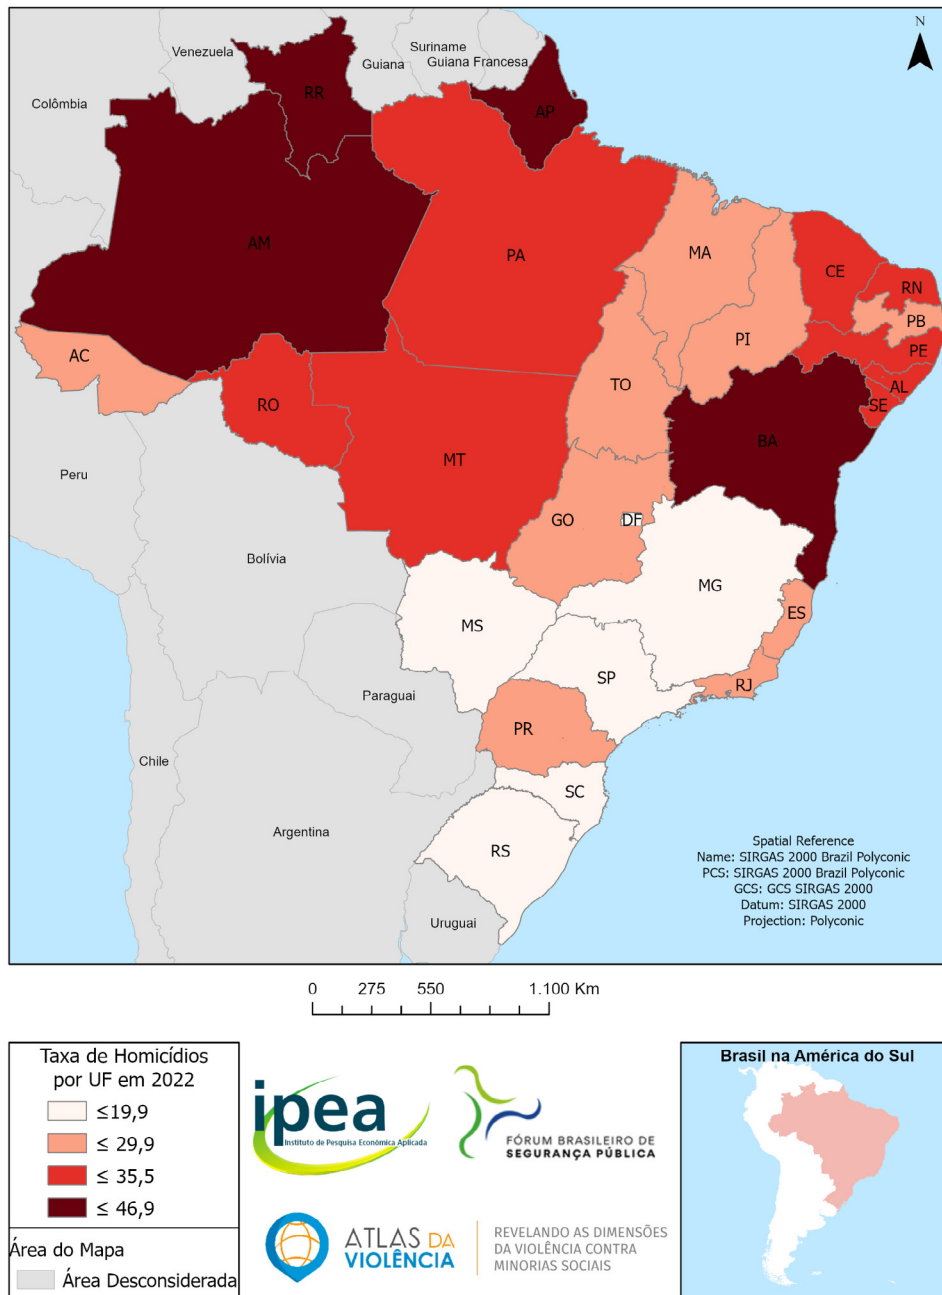 N
Suriname
Venezuela
Guiana
Guiana Francesa
Colômbia
RR
AP
AM
PA
MA
CE
RN
PB
PI
PE
AC
TO
AL
RO
SE
BA
MT
Peru
GO
DF
Bolívia
MG
ES
MS
SP
RJ
Paraguai
PR
Chile
SC
Argentina
RS
Uruguai
Spatial Reference
Name: SIRGAS 2000 Brazil Polyconic
PCS: SIRGAS 2000 Brazil Polyconic
GCS: GCS SIRGAS 2000
Datum: SIRGAS 2000
Projection: Polyconic
0 275 550 1.100 Km
Taxa de Homicídios
por UF em 2022
≤19,9
≤ 29,9
≤ 35,5
≤ 46,9
Área do Mapa
Área Desconsiderada
ipea
Instituto de Pesquisa Econômica Aplicada
FÓRUM BRASILEIRO DE
SEGURANÇA PÚBLICA
ATLAS DA
VIOLÊNCIA
REVELANDO AS DIMENSÕES
DA VIOLÊNCIA CONTRA
MINORIAS SOCIAIS
Brasil na América do Sul